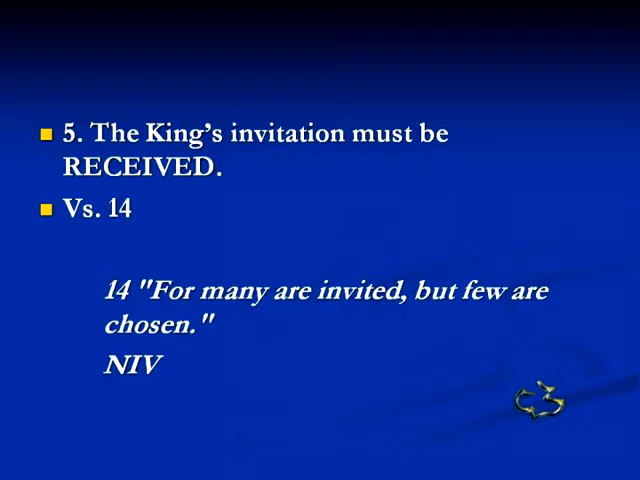 5. The King's invitation must be
RECEIVED.
Vs. 14
14 "For many are invited, but few are
chosen."
NIV